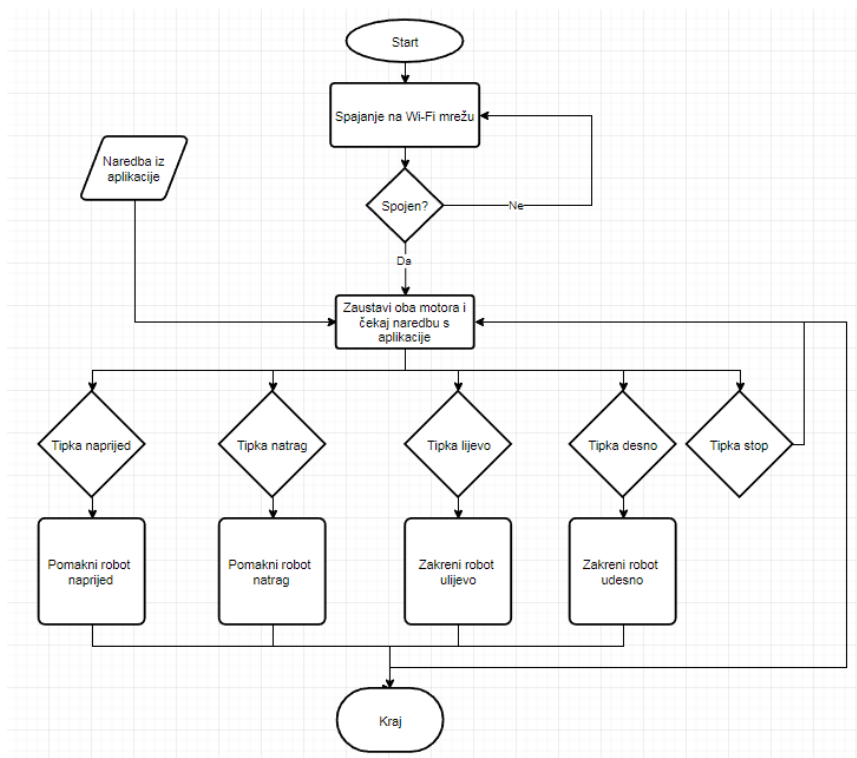 Start
Spajanje na Wi-Fi mrežu
Naredba iz
aplikacije
Spojen?
Ne
Da
Zaustavi oba motora i
čekaj naredbu s
aplikacije
Tipka naprijed
Tipka natrag
Tipka lijevo
Tipka desno
Tipka stop
Pomakni robot
naprijed
Pomakni robot
natrag
Zakreni robot
ulijevo
Zakreni robot
udesno
Kraj